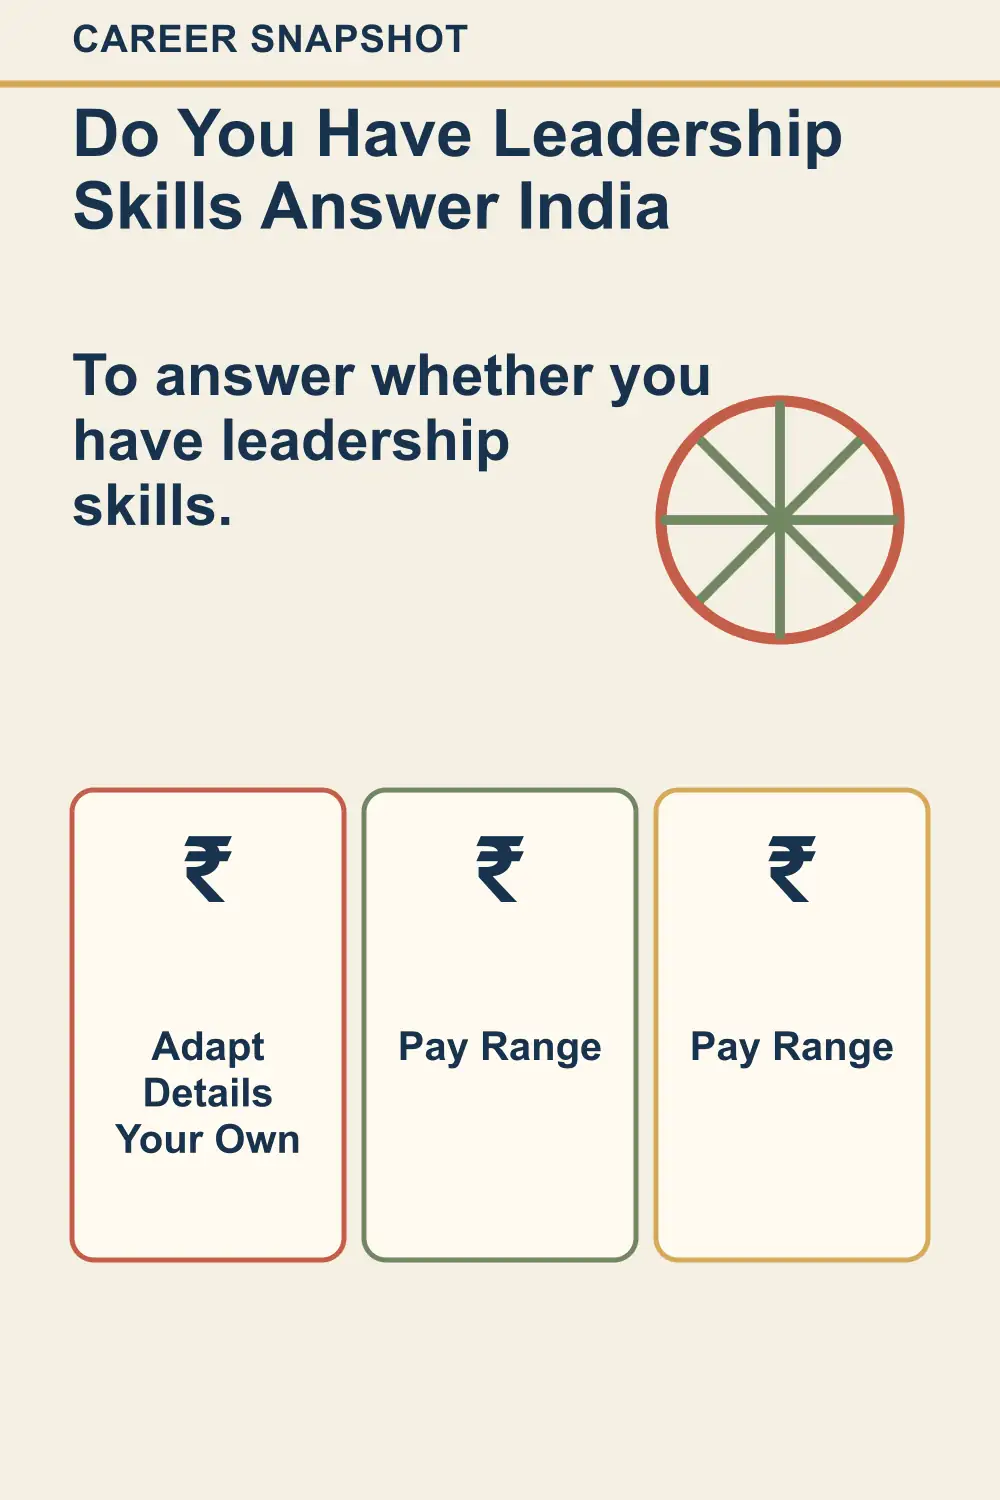 CAREER SNAPSHOT
Do You Have Leadership
Skills Answer India
To answer whether you
have leadership
skills.
₹
Adapt
Details
Your Own
₹
Pay Range
₹
Pay Range